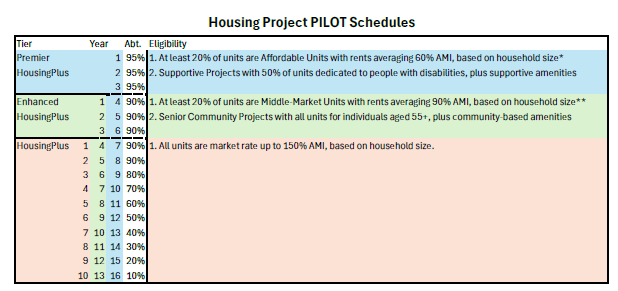 Housing Project PILOT Schedules
Tier Year Abt. Eligibility
Premier 1 95% 1. At least 20% of units are Affordable Units with rents averaging 60% AMI, based on household size*
HousingPlus 2 95% 2. Supportive Projects with 50% of units dedicated to people with disabilities, plus supportive amenities
3 95%
Enhanced 1 4 90% 1. At least 20% of units are Middle-Market Units with rents averaging 90% AMI, based on household size**
HousingPlus 2 5 90% 2. Senior Community Projects with all units for individuals aged 55+, plus community-based amenities
3 6 90%
HousingPlus 1 4 7 90% 1. All units are market rate up to 150% AMI, based on household size.
2 5 8 90%
3 6 9 80%
4 7 10 70%
5 8 11 60%
6 9 12 50%
7 10 13 40%
8 11 14 30%
9 12 15 20%
10 13 16 10%